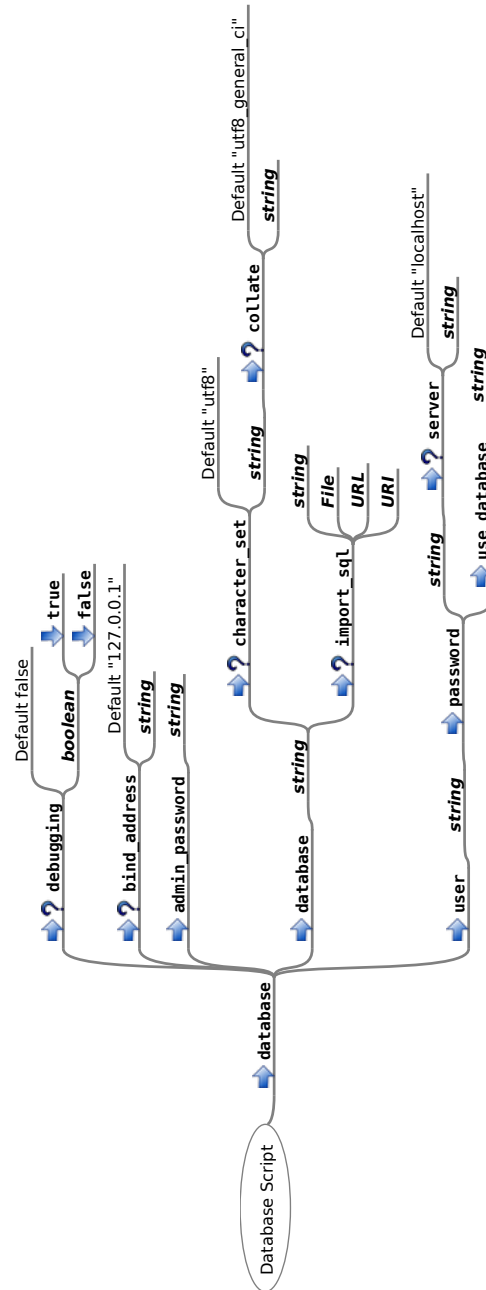 Database Script
database
? debugging
Default false
boolean
true
false
? bind_address
Default "127.0.0.1"
string
admin_password
string
database
string
? character_set
Default "utf8"
string
? collate
Default "utf8_general_ci"
string
? import_sql
string
File
URL
URI
user
string
password
string
? server
Default "localhost"
string
use_database
string